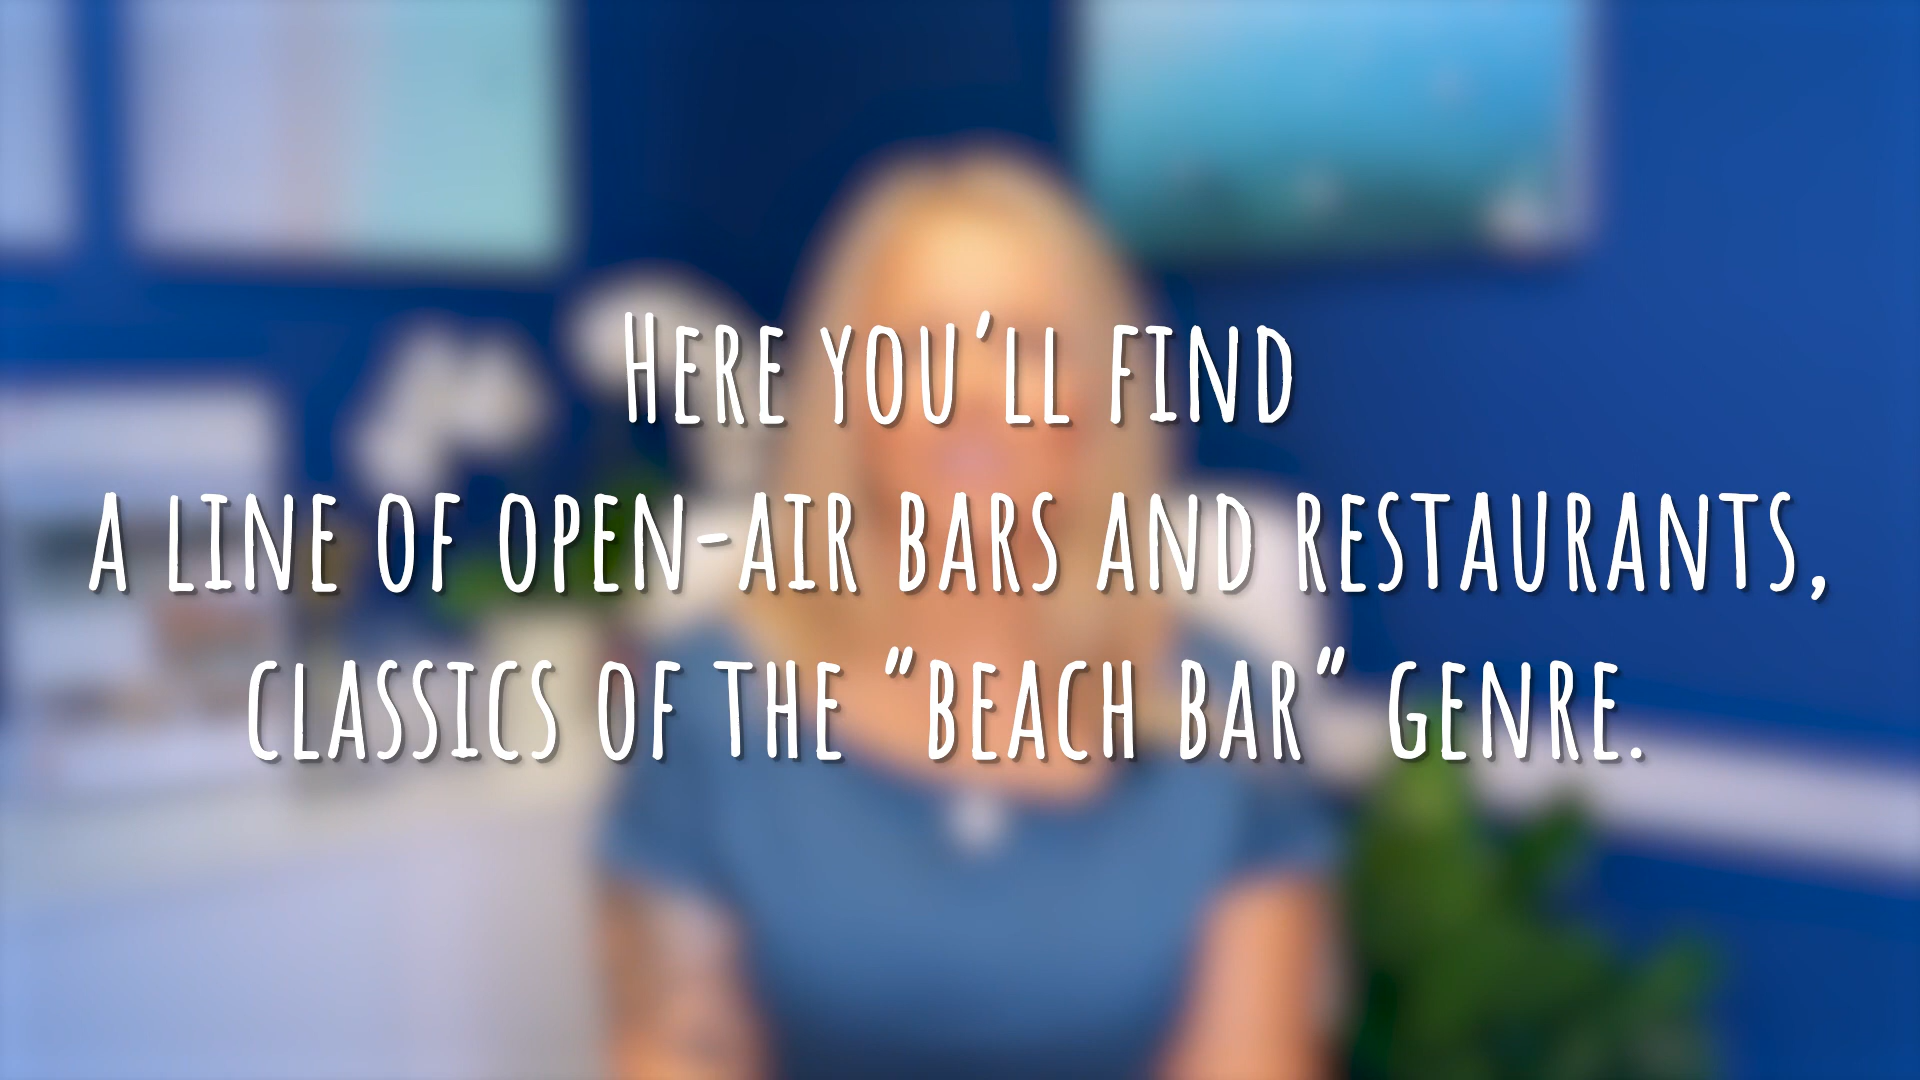 Here you'll find
a line of open-air bars and restaurants,
classics of the "beach bar" genre.